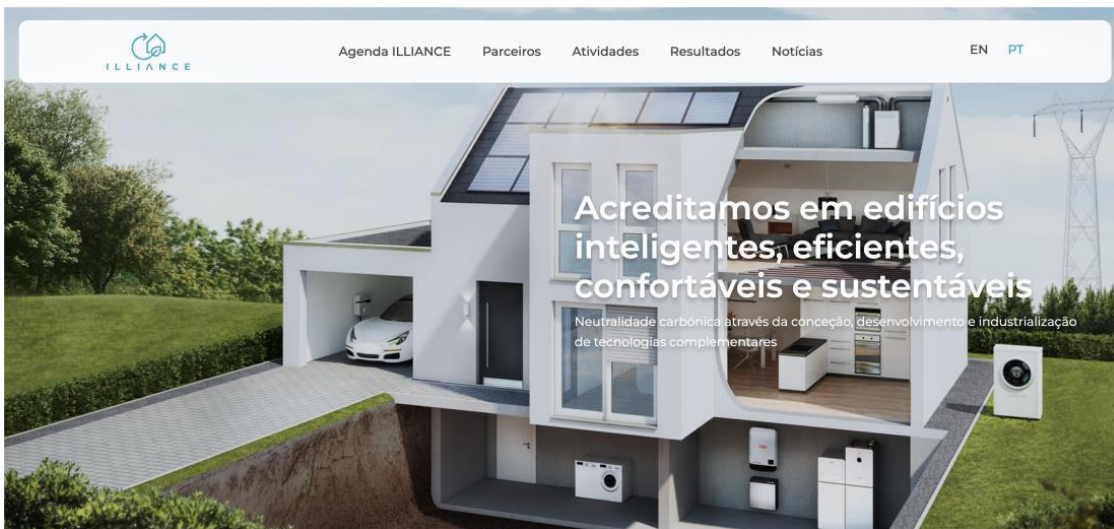 ILLIANCE
Agenda ILLIANCE
Parceiros
Atividades
Resultados
Notícias
EN
PT
Acreditamos em edifícios
inteligentes, eficientes,
confortáveis e sustentáveis
Neutralidade carbónica através da conceção, desenvolvimento e industrialização
de tecnologias complementares